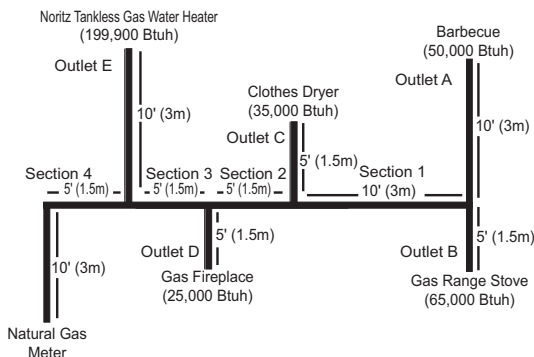 Noritz Tankless Gas Water Heater
(199,900 Btuh)
Outlet E
10' (3m)
Barbecue
(50,000 Btuh)
Outlet A
10' (3m)
Clothes Dryer
(35,000 Btuh)
Outlet C
5' (1.5m)
Section 4
5' (1.5m)
Section 3
5' (1.5m)
Section 2
5' (1.5m)
Section 1
10' (3m)
10' (3m)
Natural Gas
Meter
Outlet D
5' (1.5m)
Gas Fireplace
(25,000 Btuh)
Outlet B
5' (1.5m)
Gas Range Stove
(65,000 Btuh)